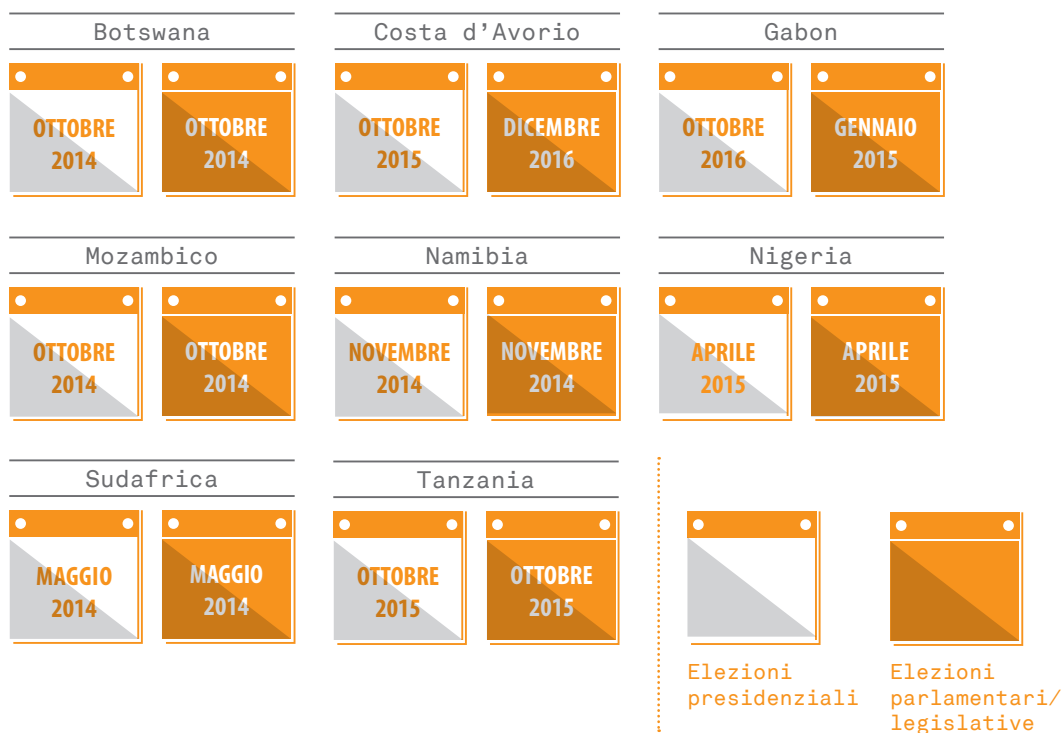 Botswana
OTTOBRE
2014
OTTOBRE
2014
Costa d'Avorio
OTTOBRE
2015
DICEMBRE
2016
Gabon
OTTOBRE
2016
GENNAIO
2015
Mozambico
OTTOBRE
2014
OTTOBRE
2014
Namibia
NOVEMBRE
2014
NOVEMBRE
2014
Nigeria
APRILE
2015
APRILE
2015
Sudafrica
MAGGIO
2014
MAGGIO
2014
Tanzania
OTTOBRE
2015
OTTOBRE
2015
Elezioni
presidenziali
Elezioni
parlamentari/
legislative